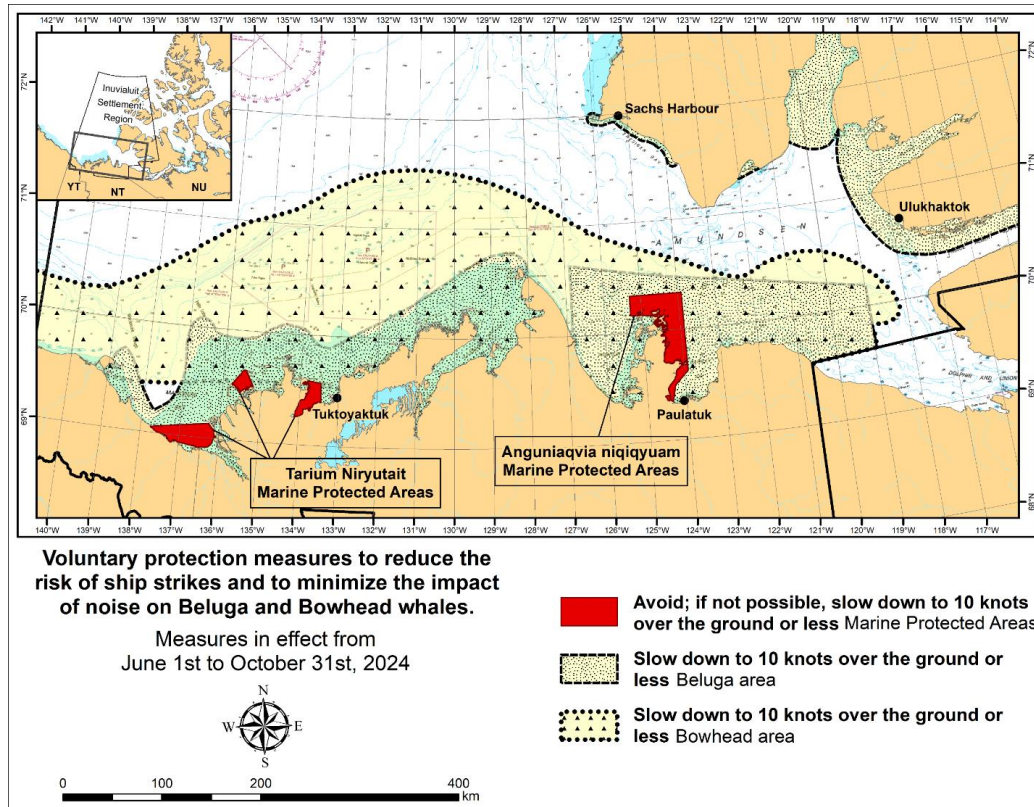 142°W 141°W 140°W 139°W 138°W 137°W 136°W 135°W 134°W 133°W 132°W 131°W 130°W 129°W 128°W 127°W 126°W 125°W 124°W 123°W 122°W 121°W 120°W 119°W 118°W 117°W 116°W 115°W 114°W
72°N
71°N
70°N
69°N
Inuvialuit
Settlement
Region
YT
NT
NU
Sachs Harbour
Ulukhaktok
AMUNDSEN
DOLPHIN AND UNION
Tuktoyaktuk
Paulatuk
Tarium Niryutait
Marine Protected Areas
Anguniaqvia niqiqyuam
Marine Protected Areas
72°N
71°N
70°N
69°N
68°N
140°W 139°W 138°W 137°W 136°W 135°W 134°W 133°W 132°W 131°W 130°W 129°W 128°W 127°W 126°W 125°W 124°W 123°W 122°W 121°W 120°W 119°W 118°W 117°W 116°W
Voluntary protection measures to reduce the
risk of ship strikes and to minimize the impact
of noise on Beluga and Bowhead whales.
Measures in effect from
June 1st to October 31st, 2024
N
W E
S
0 100 200 400
km
Avoid; if not possible, slow down to 10 knots
over the ground or less Marine Protected Areas
Slow down to 10 knots over the ground or
less Beluga area
Slow down to 10 knots over the ground or
less Bowhead area